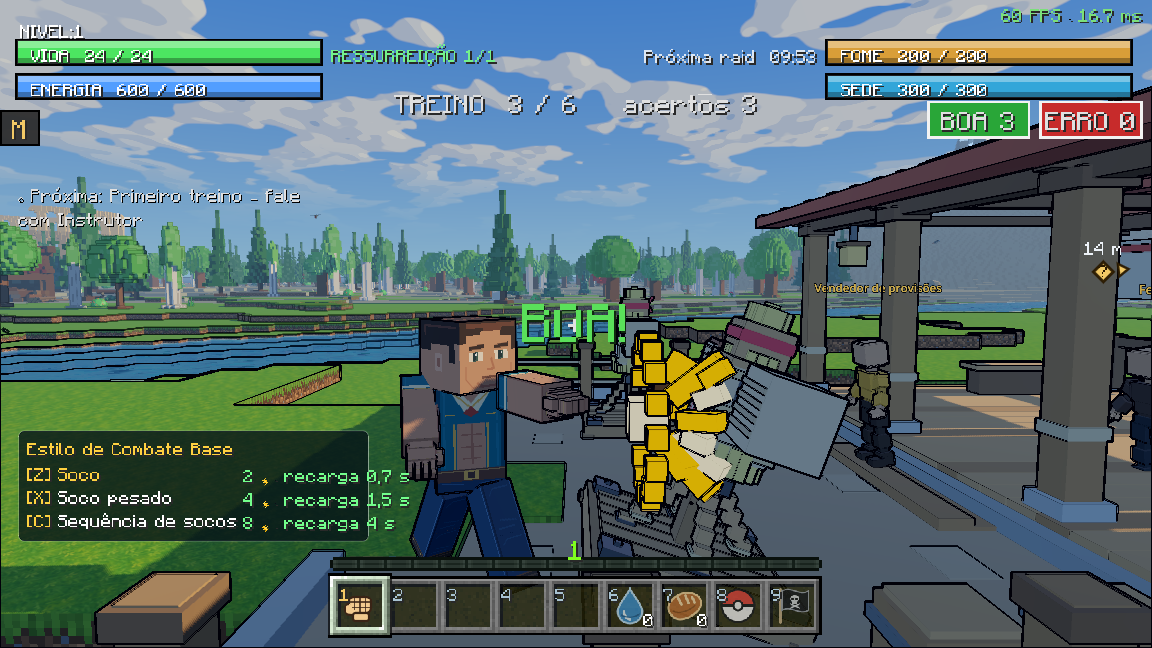 60 FPS . 16.7 ms
NIVEL:1
VIDA 24 / 24
RESSURREIÇÃO 1/1
Próxima raid 09:53
FOME 200 / 200
ENERGIA 600 / 600
SEDE 300 / 300
TREINO 3 / 6 acertos 3
BOA 3
ERRO 0
M
Próxima: Primeiro treino - fale
com Instrutor
14 m
Vendedor de provisões
BOA!
Estilo de Combate Base
[Z] Soco 2 recarga 0,7 s
[X] Soco pesado 4 recarga 1,5 s
[C] Sequência de socos 8 recarga 4 s
1
1 2 3 4 5 6 7 8 9
0 0